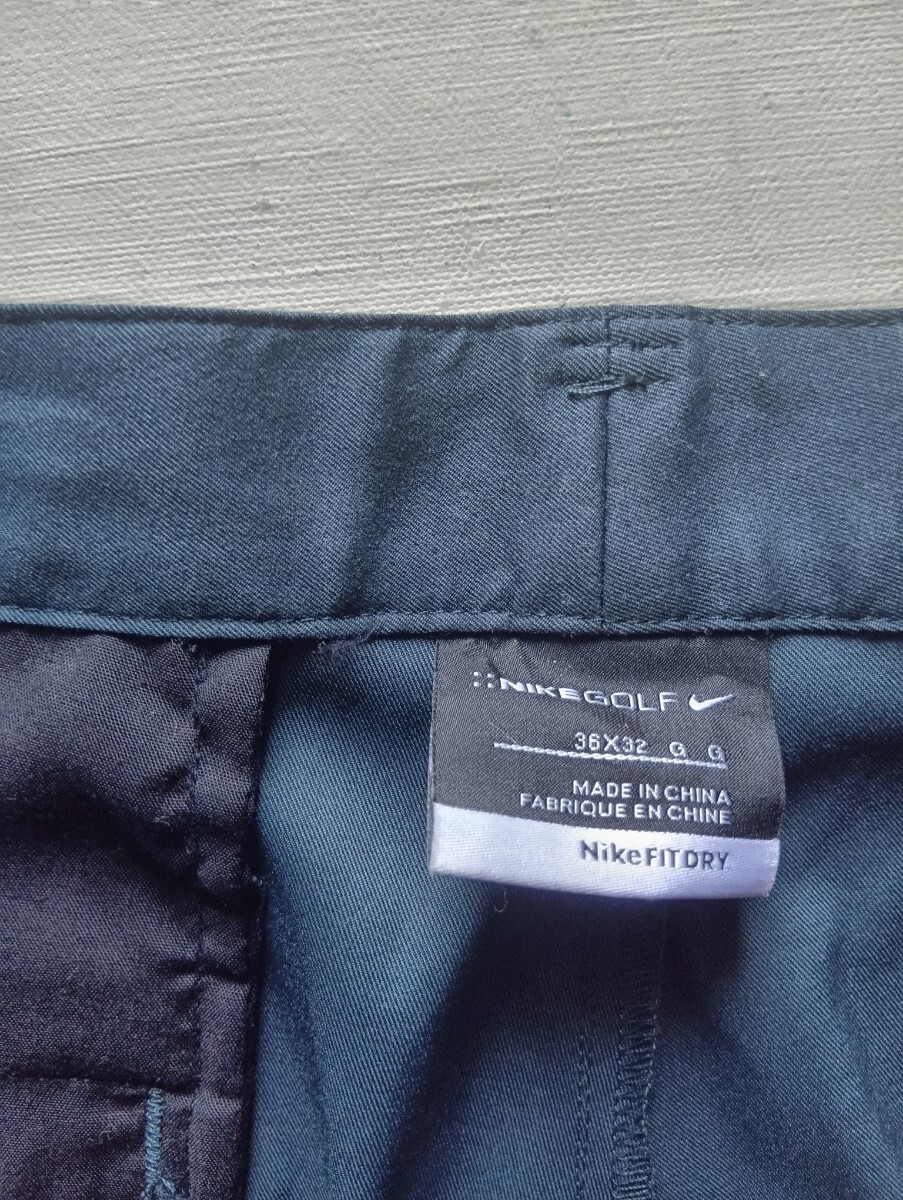 NIKEGOLF
36X32 G G
MADE IN CHINA
FABRIQUE EN CHINE
NikeFITDRY